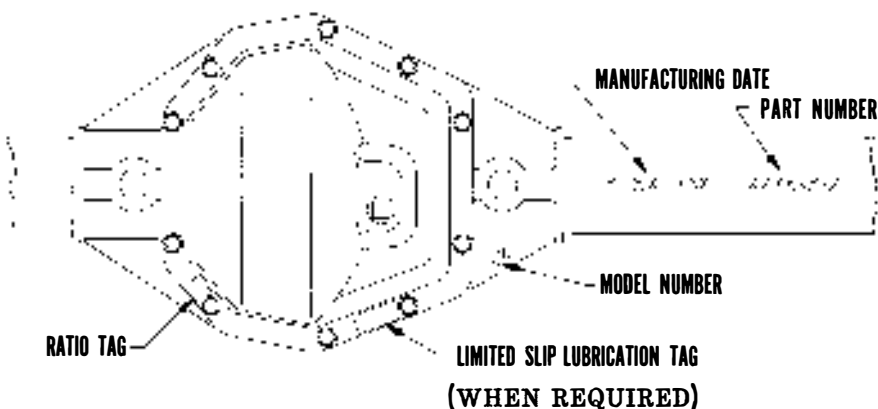 MANUFACTURING DATE
PART NUMBER
MODEL NUMBER
RATIO TAG
LIMITED SLIP LUBRICATION TAG
(WHEN REQUIRED)